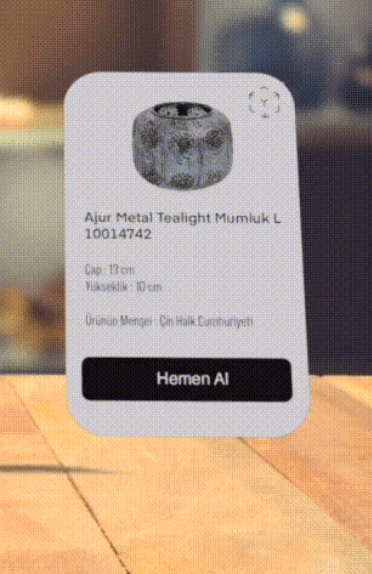 Ajur Metal Tealight Mumluk L
10014742
Çap : 13 cm
Yükseklik : 10 cm
Ürünün Menşei : Çin Halk Cumhuriyeti
Hemen Al